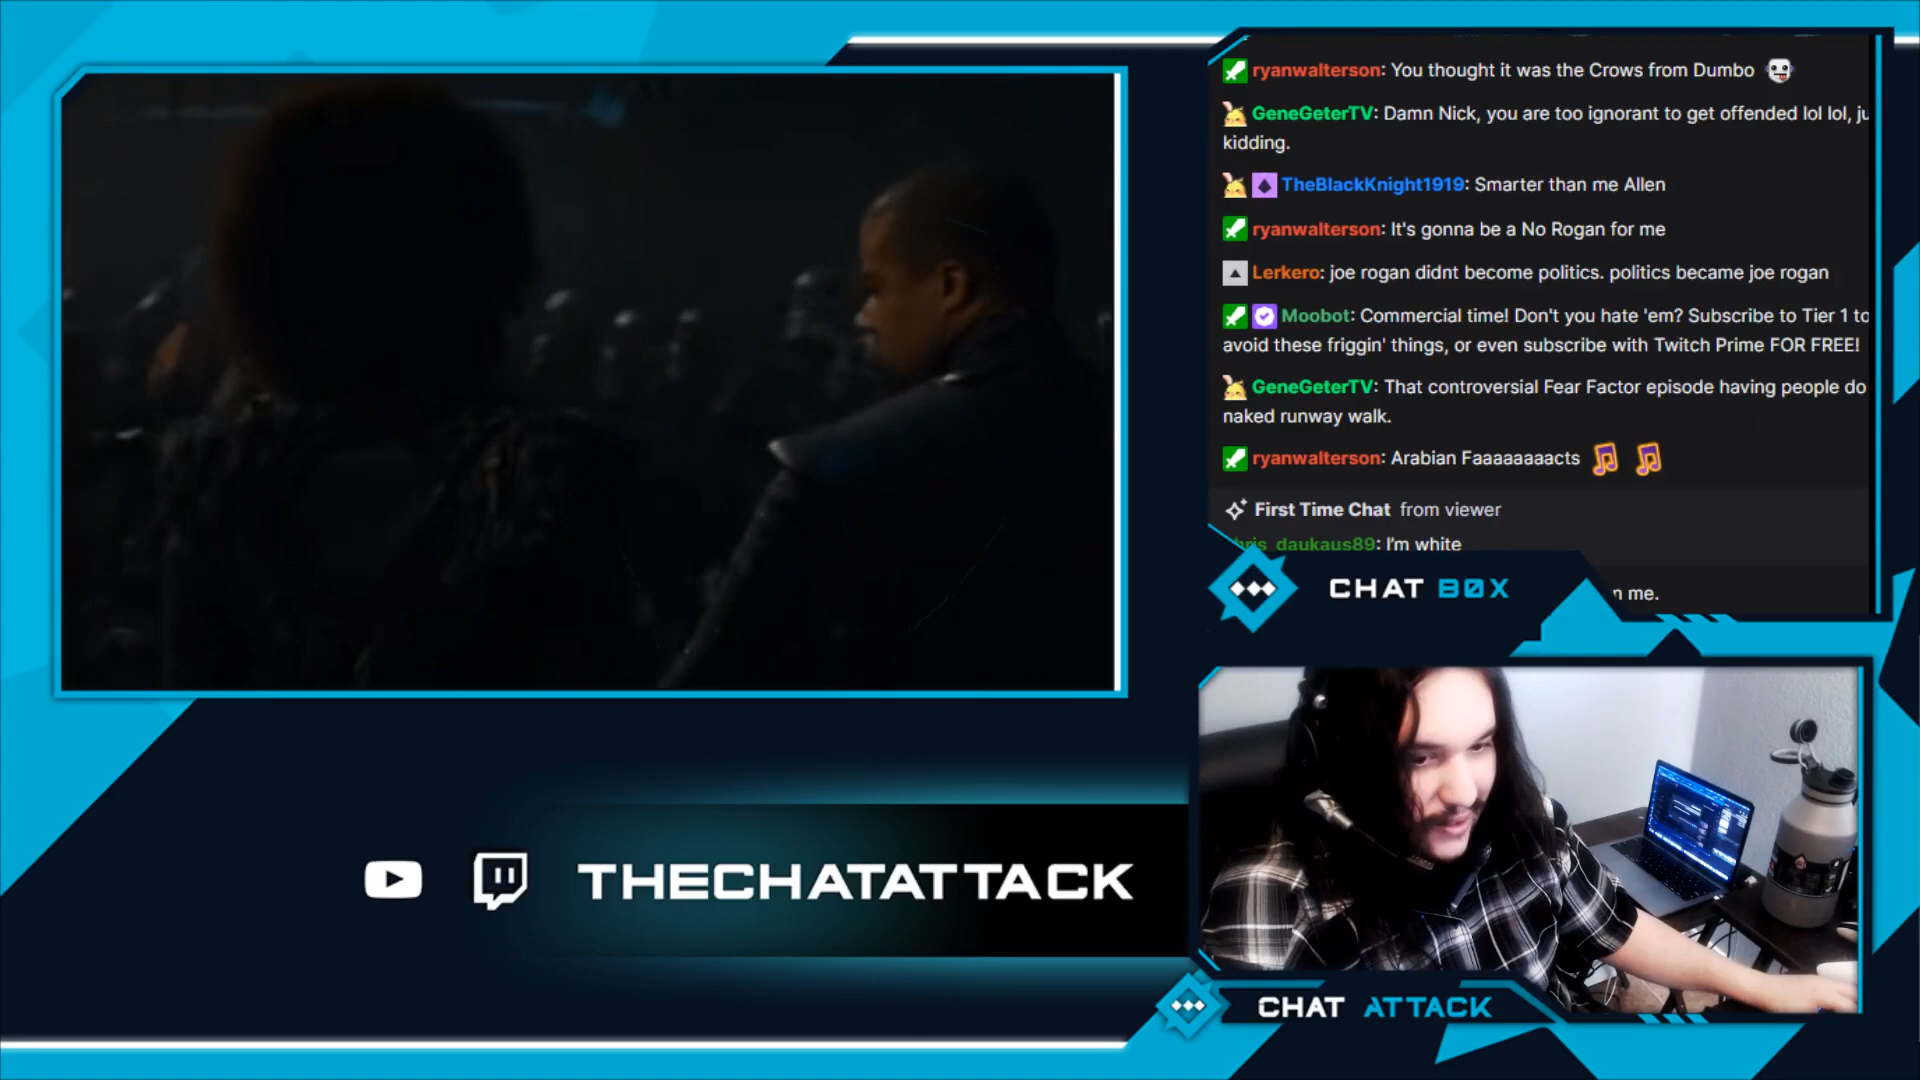 ryanwalterson: You thought it was the Crows from Dumbo
GeneGeterTV: Damn Nick, you are too ignorant to get offended lol lol, ju
kidding.
TheBlackKnight1919: Smarter than me Allen
ryanwalterson: It's gonna be a No Rogan for me
Lerkero: joe rogan didnt become politics. politics became joe rogan
Moobot: Commercial time! Don't you hate 'em? Subscribe to Tier 1 to
avoid these friggin' things, or even subscribe with Twitch Prime FOR FREE!
GeneGeterTV: That controversial Fear Factor episode having people do
naked runway walk.
ryanwalterson: Arabian Faaaaaaaacts
First Time Chat from viewer
hris_daukaus89: I'm white
n me.
CHAT BOX
THECHATATTACK
CHAT ATTACK